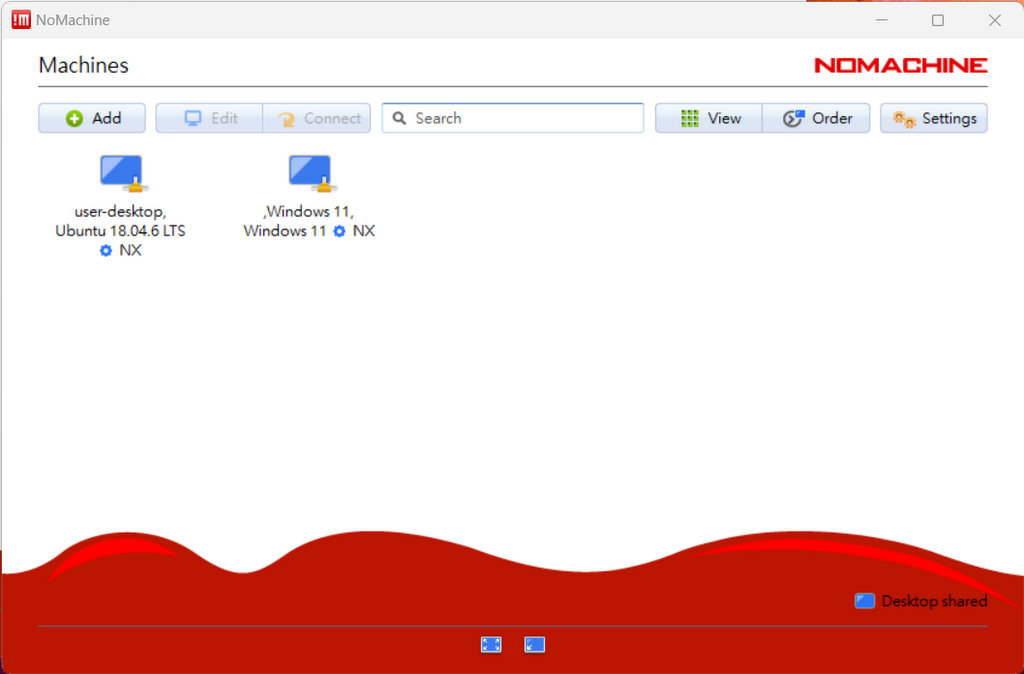 !M NoMachine
Machines
NOMACHINE
Add
Edit
Connect
Search
View
Order
Settings
user-desktop,
Ubuntu 18.04.6 LTS
NX
,Windows 11,
Windows 11 NX
Desktop shared